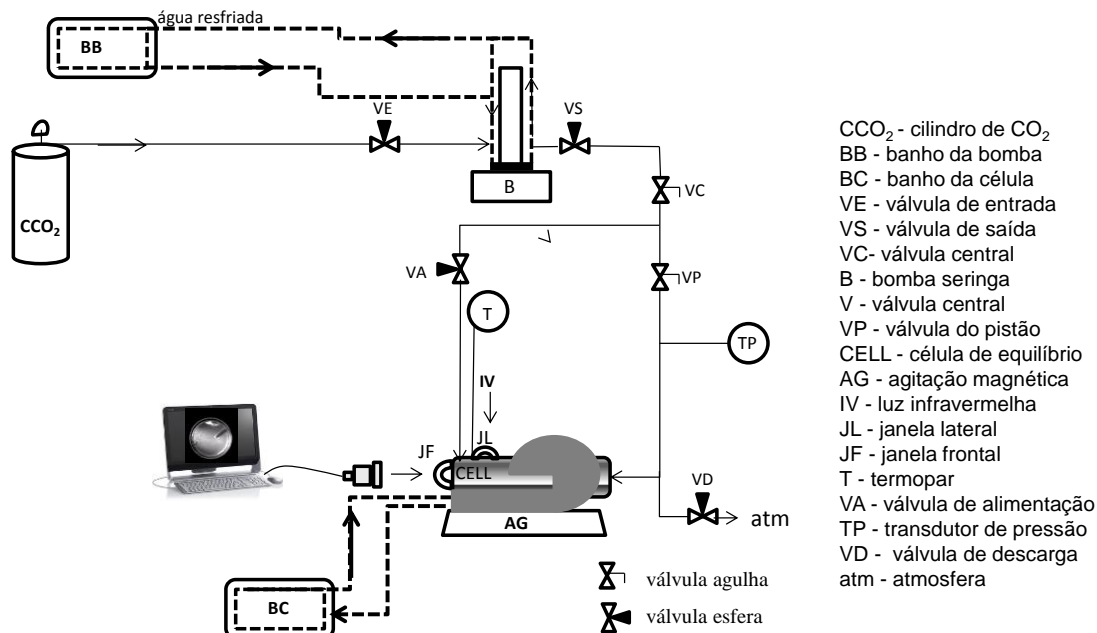 água resfriada
BB
VE
VS
B
CCO₂
VC
VA
VP
T
TP
IV
JL
JF
CELL
VD
AG
atm
BC
válvula agulha
válvula esfera
CCO₂ - cilindro de CO₂
BB - banho da bomba
BC - banho da célula
VE - válvula de entrada
VS - válvula de saída
VC- válvula central
B - bomba seringa
V - válvula central
VP - válvula do pistão
CELL - célula de equilíbrio
AG - agitação magnética
IV - luz infravermelha
JL - janela lateral
JF - janela frontal
T - termopar
VA - válvula de alimentação
TP - transdutor de pressão
VD - válvula de descarga
atm - atmosfera